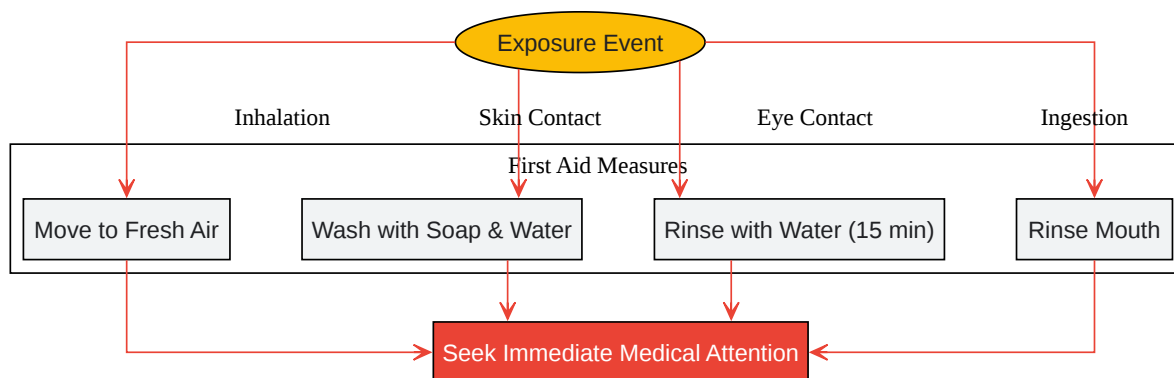 Exposure Event
Inhalation
Skin Contact
Eye Contact
Ingestion
First Aid Measures
Move to Fresh Air
Wash with Soap & Water
Rinse with Water (15 min)
Rinse Mouth
Seek Immediate Medical Attention